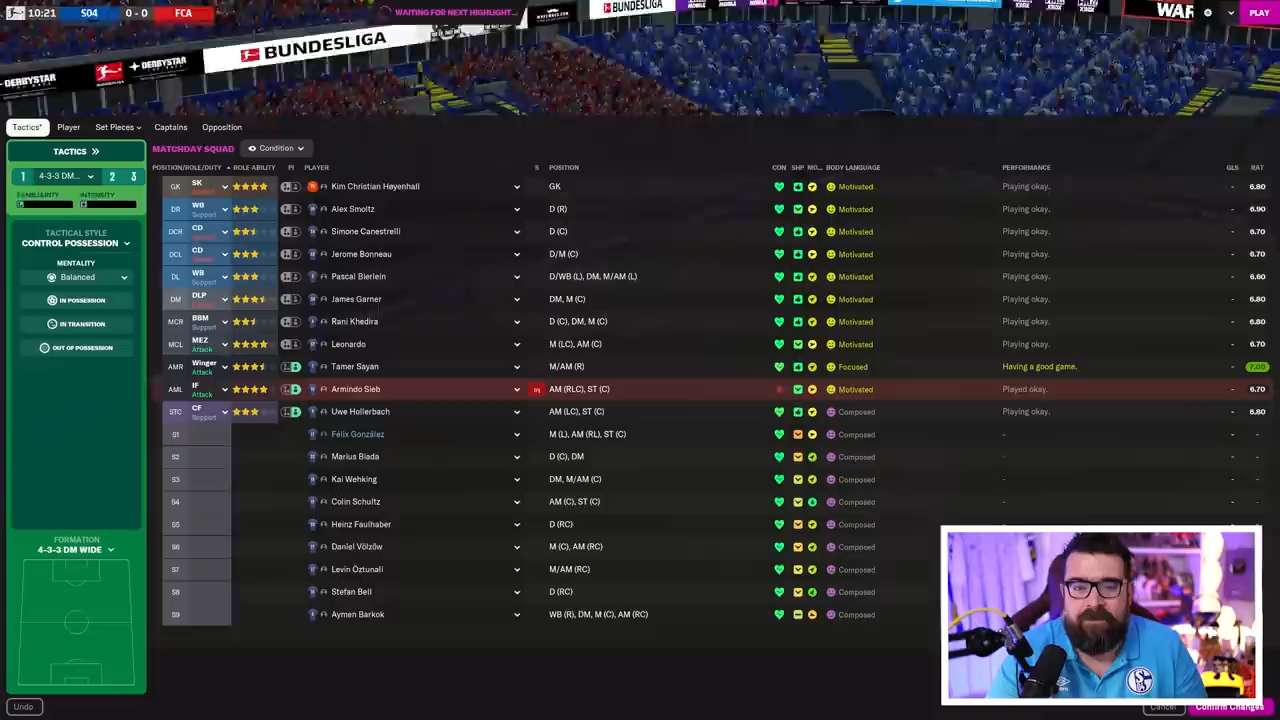 10:21 S04 0 - 0 FCA WAITING FOR NEXT HIGHLIGHT... PLAY
BUNDESLIGA
BUNDESLIGA
DERBYSTAR
DERBYSTAR
Tactics* Player Set Pieces Captains Opposition
TACTICS
1 4-3-3 DM... 2 3
FAMILIARITY INTENSITY
TACTICAL STYLE
CONTROL POSSESSION
MENTALITY
Balanced
IN POSSESSION
IN TRANSITION
OUT OF POSSESSION
FORMATION
4-3-3 DM WIDE
MATCHDAY SQUAD Condition
POSITION/ROLE/DUTY ROLE ABILITY PI PLAYER S POSITION CON SHP MO... BODY LANGUAGE PERFORMANCE GLS RAT
GK SK Kim Christian Høyenhall GK Motivated Playing okay. - 6.80
DR WB Support Alex Smoltz D (R) Motivated Playing okay. - 6.90
DCR CD Simone Canestrelli D (C) Motivated Playing okay. - 6.70
DCL CD Jerome Bonneau D/M (C) Motivated Playing okay. - 6.70
DL WB Support Pascal Bierlein D/WB (L), DM, M/AM (L) Motivated Playing okay. - 6.60
DM DLP James Garner DM, M (C) Motivated Playing okay. - 6.80
MCR BBM Support Rani Khedira D (C), DM, M (C) Motivated Playing okay. - 6.80
MCL MEZ Attack Leonardo M (LC), AM (C) Motivated Playing okay. - 6.70
AMR Winger Attack Tamer Sayan M/AM (R) Focused Having a good game. - 7.00
AML IF Attack Armindo Sieb Inj AM (RLC), ST (C) Motivated Played okay. - 6.70
STC CF Support Uwe Hollerbach AM (LC), ST (C) Composed Playing okay. - 6.80
S1 Félix González M (L), AM (RL), ST (C) Composed - - -
S2 Marius Biada D (C), DM Composed - - -
S3 Kai Wehking DM, M/AM (C) Composed - - -
S4 Colin Schultz AM (C), ST (C) Composed - - -
S5 Heinz Faulhaber D (RC) Composed
S6 Daniel Völzöw M (C), AM (RC) Composed
S7 Levin Öztunali M/AM (RC) Composed
S8 Stefan Bell D (RC) Composed
S9 Aymen Barkok WB (R), DM, M (C), AM (RC) Composed
Undo Cancel Confirm Changes